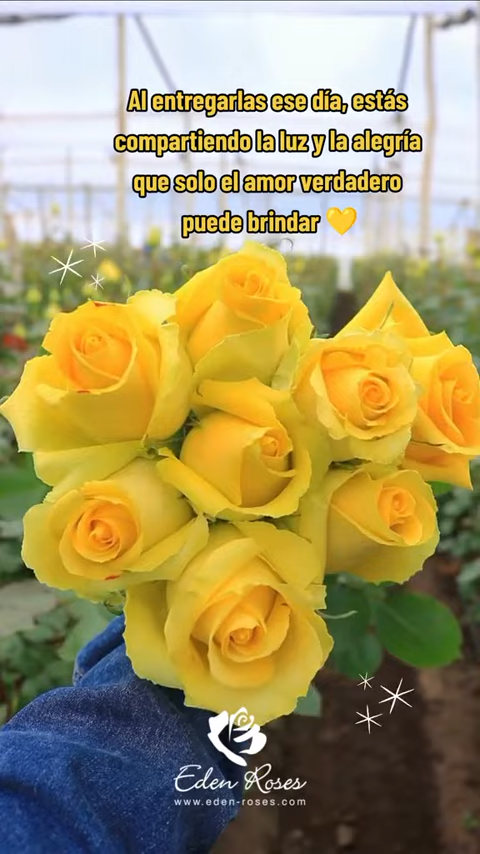 Al entregarlas ese día, estás
compartiendo la luz y la alegría
que solo el amor verdadero
puede brindar 💛
Eden Roses
www.eden-roses.com